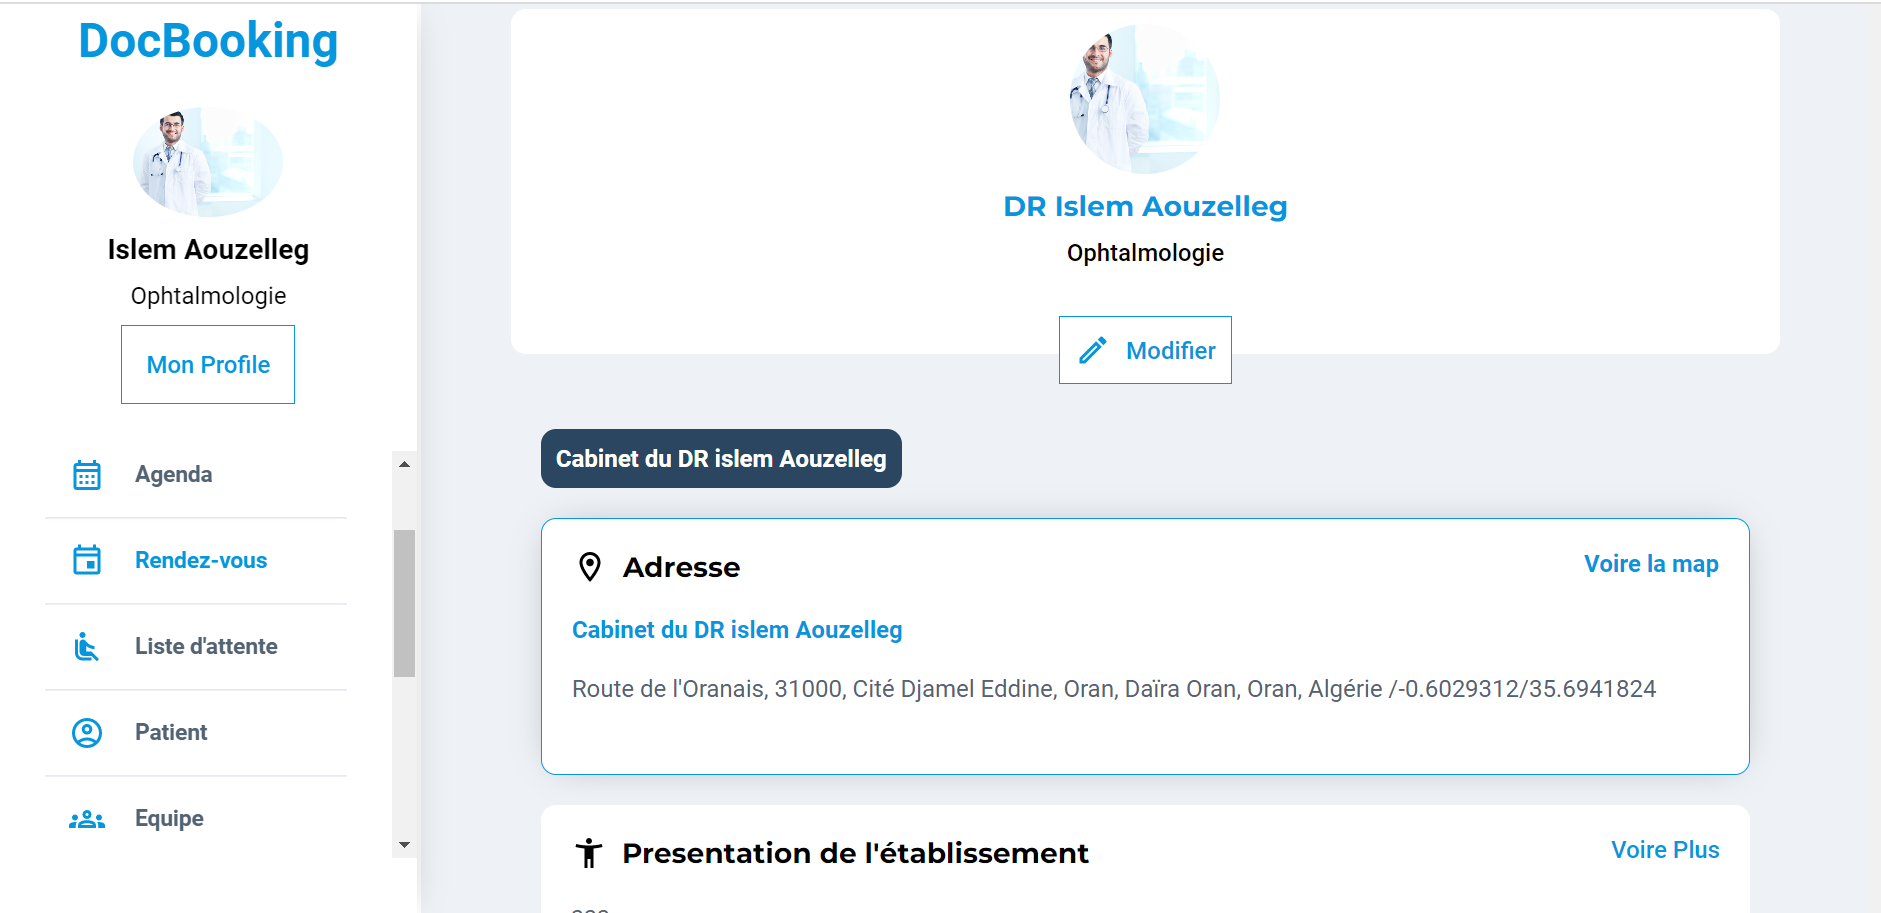 DocBooking
Islem Aouzelleg
Ophtalmologie
Mon Profile
Agenda
Rendez-vous
Liste d'attente
Patient
Equipe
DR Islem Aouzelleg
Ophtalmologie
Modifier
Cabinet du DR islem Aouzelleg
Adresse
Voire la map
Cabinet du DR islem Aouzelleg
Route de l'Oranais, 31000, Cité Djamel Eddine, Oran, Daïra Oran, Oran, Algérie /-0.6029312/35.6941824
Presentation de l'établissement
Voire Plus